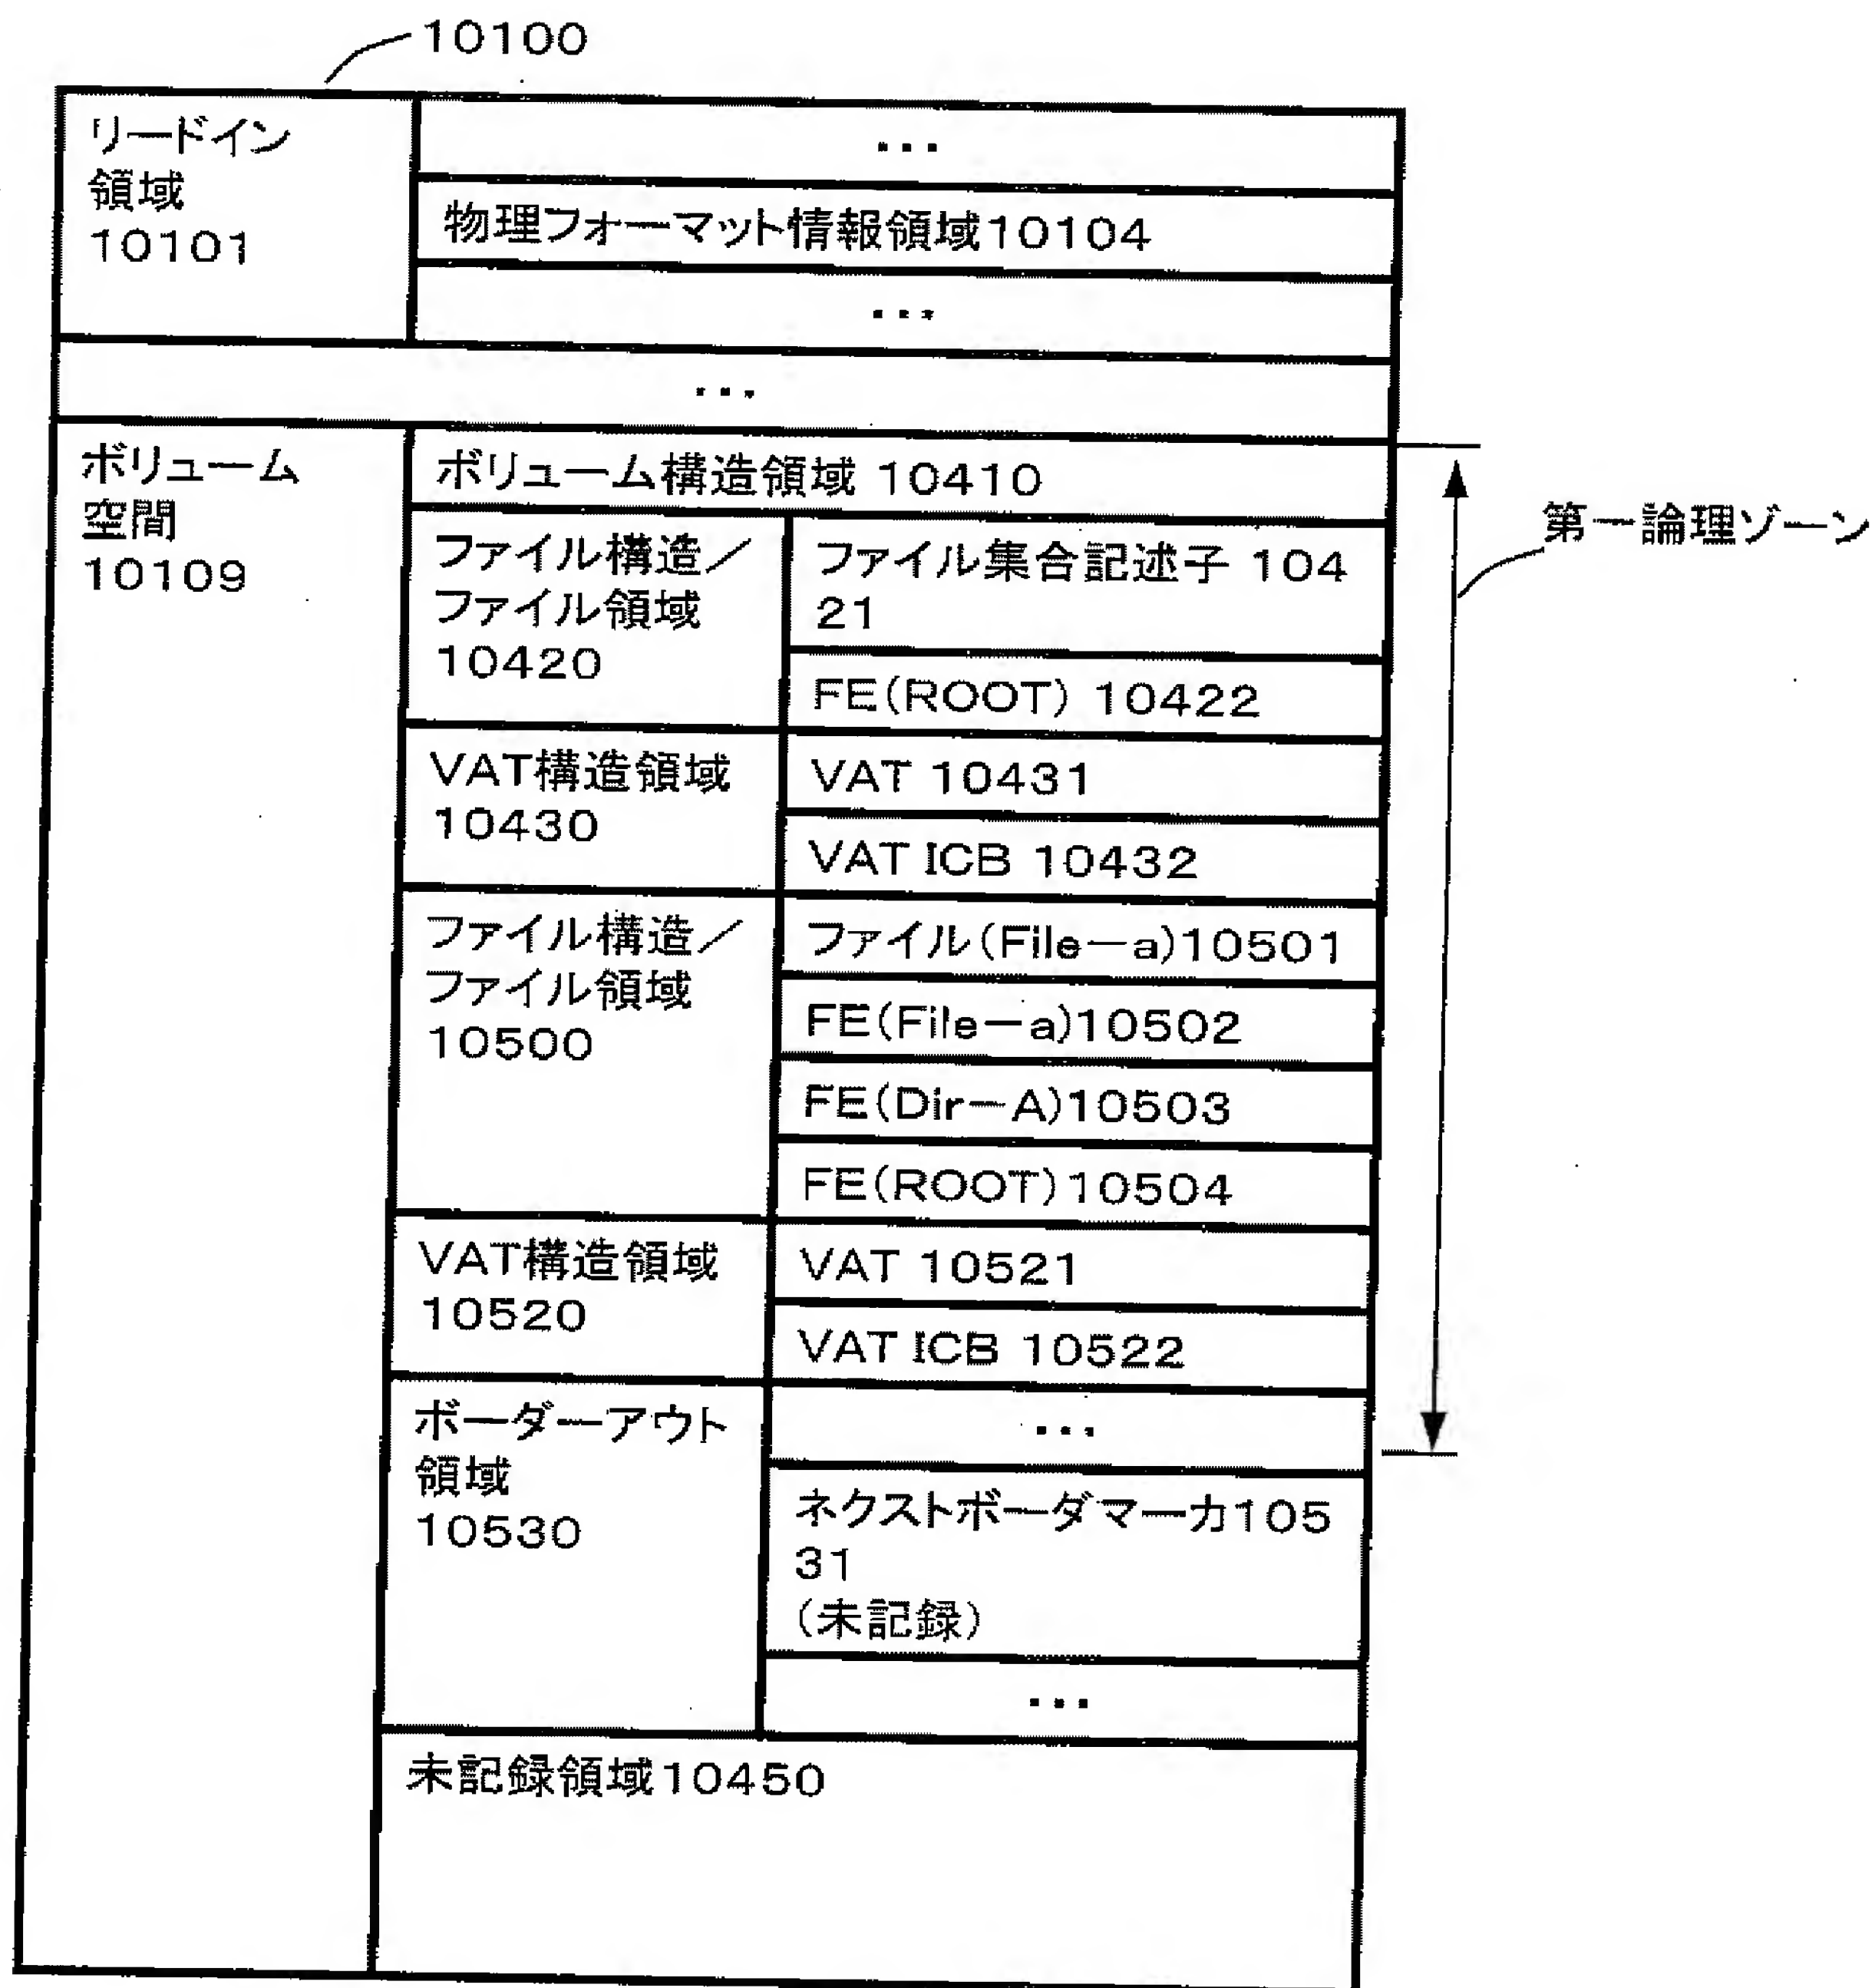 10100
リードイン
領域
10101
...
物理フォーマット情報領域10104
...
...
ボリューム
空間
10109
ボリューム構造領域 10410
第一論理ゾーン
ファイル構造/
ファイル領域
10420
ファイル集合記述子 104
21
FE(ROOT) 10422
VAT構造領域
10430
VAT 10431
VAT ICB 10432
ファイル構造/
ファイル領域
10500
ファイル(File-a)10501
FE(File-a)10502
FE(Dir-A)10503
FE(ROOT)10504
VAT構造領域
10520
VAT 10521
VAT ICB 10522
ボーダーアウト
領域
10530
...
ネクストボーダマーカ105
31
(未記録)
...
未記録領域10450